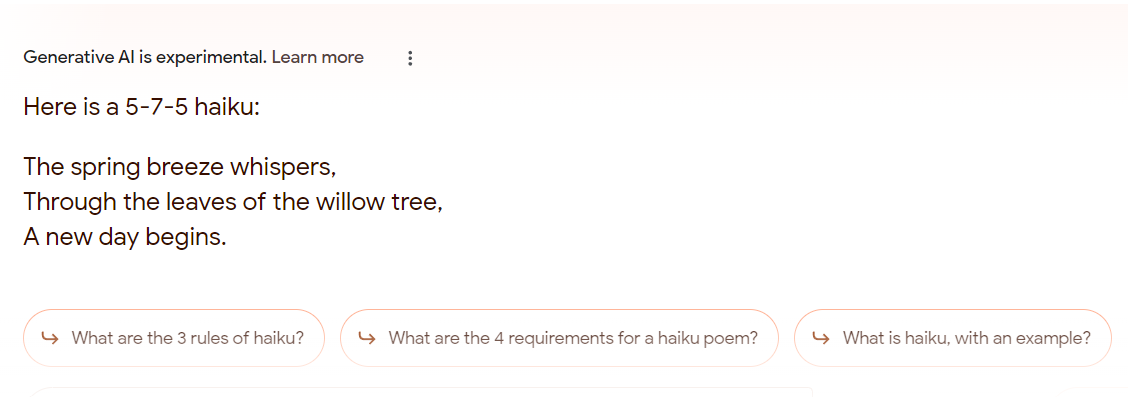 Generative AI is experimental. Learn more
Here is a 5-7-5 haiku:
The spring breeze whispers,
Through the leaves of the willow tree,
A new day begins.
What are the 3 rules of haiku?
What are the 4 requirements for a haiku poem?
What is haiku, with an example?